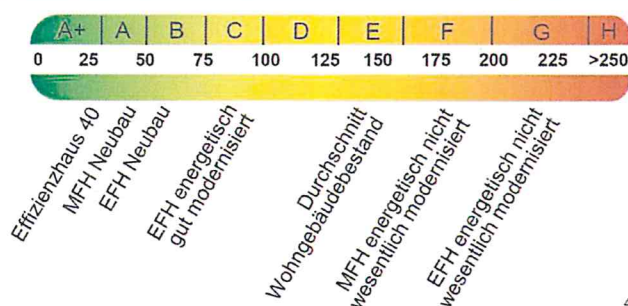 A+ A B C D E F G H
0 25 50 75 100 125 150 175 200 225 >250
Effizienzhaus 40
MFH Neubau
EFH Neubau
EFH energetisch
gut modernisiert
Durchschnitt
Wohngebäudebestand
MFH energetisch nicht
wesentlich modernisiert
EFH energetisch nicht
wesentlich modernisiert